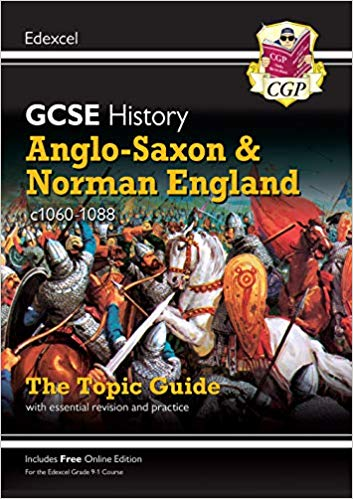 Edexcel
CGP
CGP
GCSE History
Anglo-Saxon &
Norman England
c1060-1088
The Topic Guide
with essential revision and practice
Includes Free Online Edition
For the Edexcel Grade 9-1 Course